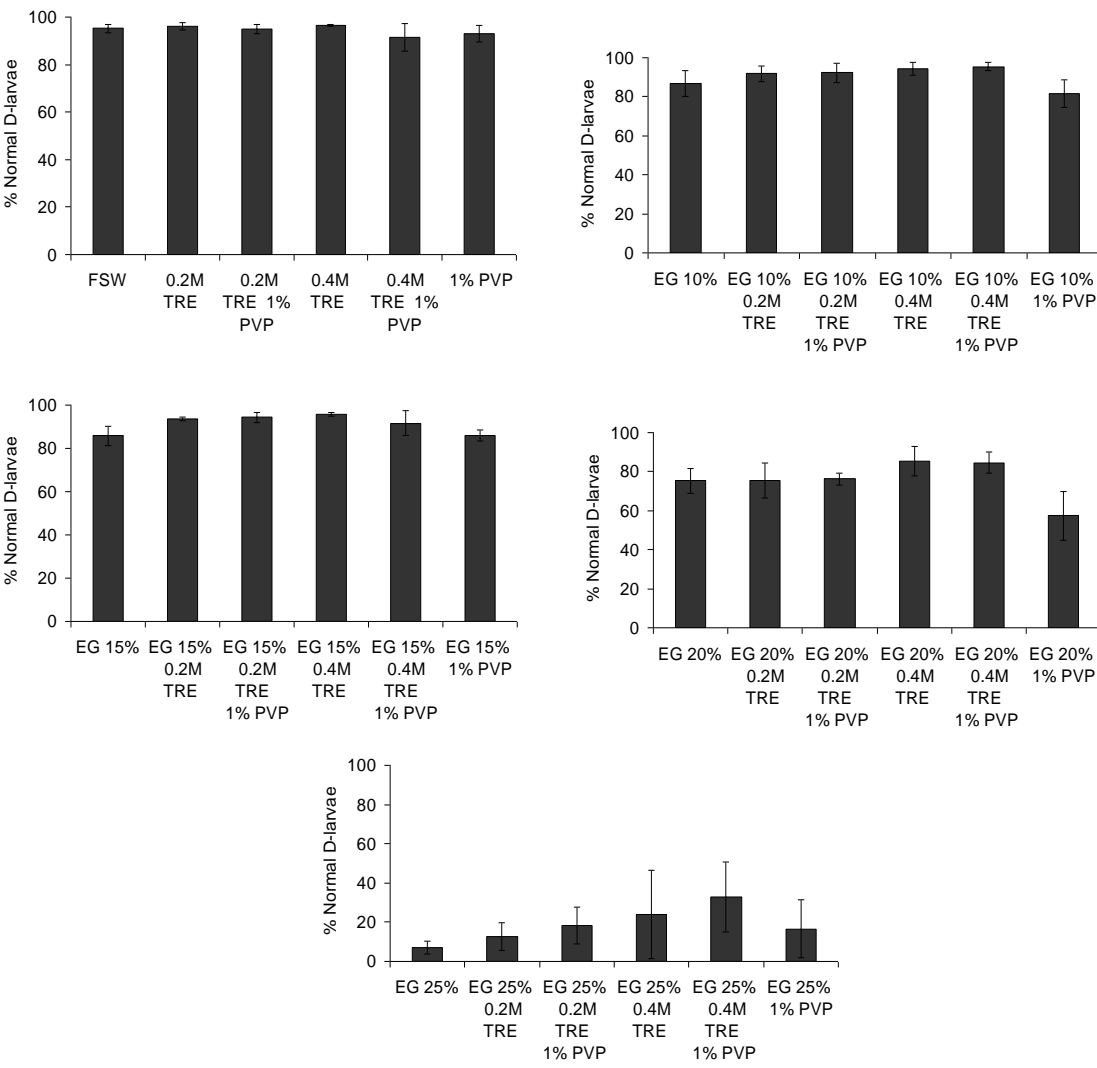 % Normal D-larvae
100
80
60
40
20
0
FSW 0.2M 0.2M 0.4M 0.4M 1% PVP
TRE TRE 1% TRE TRE 1%
PVP PVP
% Normal D-larvae
100
80
60
40
20
0
EG 10% EG 10% EG 10% EG 10% EG 10% EG 10%
0.2M 0.2M 0.4M 0.4M 1% PVP
TRE TRE TRE TRE
1% PVP 1% PVP
% Normal D-larvae
100
80
60
40
20
0
EG 15% EG 15% EG 15% EG 15% EG 15% EG 15%
0.2M 0.2M 0.4M 0.4M 1% PVP
TRE TRE TRE TRE
1% PVP 1% PVP
% Normal D-larvae
100
80
60
40
20
0
EG 20% EG 20% EG 20% EG 20% EG 20% EG 20%
0.2M 0.2M 0.4M 0.4M 1% PVP
TRE TRE TRE TRE
1% PVP 1% PVP
% Normal D-larvae
100
80
60
40
20
0
EG 25% EG 25% EG 25% EG 25% EG 25% EG 25%
0.2M 0.2M 0.4M 0.4M 1% PVP
TRE TRE TRE TRE
1% PVP 1% PVP